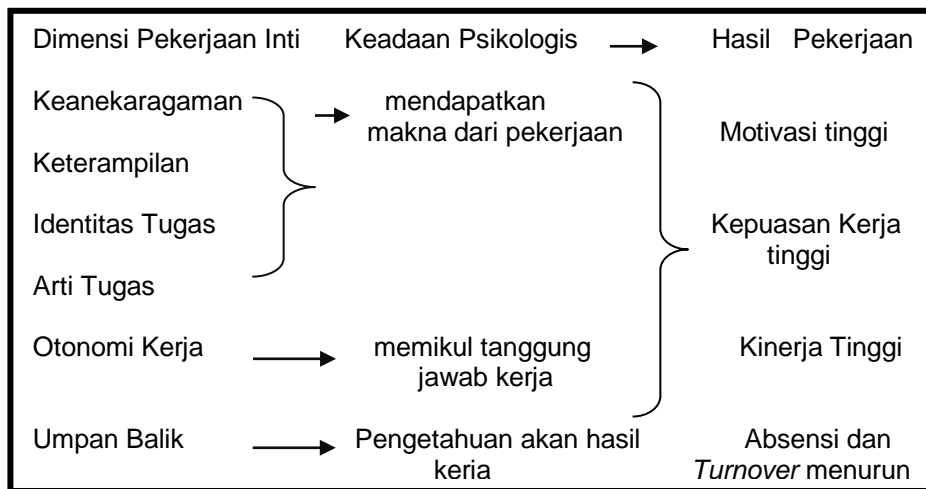 Dimensi Pekerjaan Inti Keadaan Psikologis Hasil Pekerjaan
Keanekaragaman mendapatkan
makna dari pekerjaan
Motivasi tinggi
Keterampilan
Identitas Tugas Kepuasan Kerja
tinggi
Arti Tugas
Otonomi Kerja memikul tanggung Kinerja Tinggi
jawab kerja
Umpan Balik Pengetahuan akan hasil Absensi dan
keria Turnover menurun